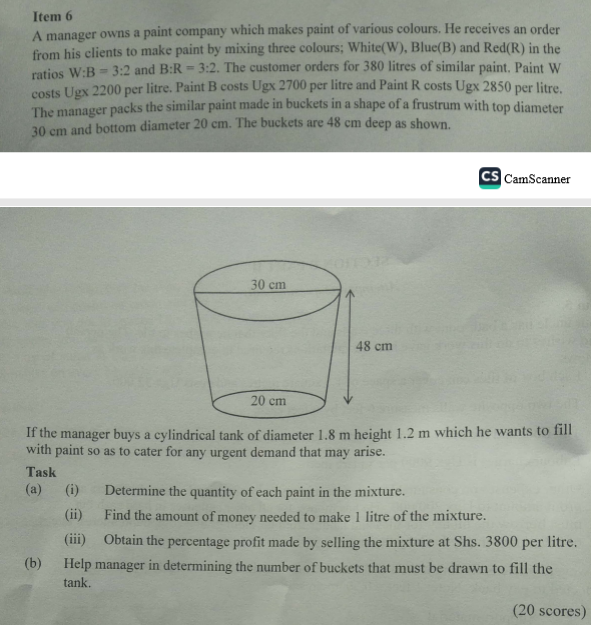 Item 6
A manager owns a paint company which makes paint of various colours. He receives an order
from his clients to make paint by mixing three colours; White(W), Blue(B) and Red(R) in the
ratios W:B = 3:2 and B:R = 3:2. The customer orders for 380 litres of similar paint. Paint W
costs Ugx 2200 per litre. Paint B costs Ugx 2700 per litre and Paint R costs Ugx 2850 per litre.
The manager packs the similar paint made in buckets in a shape of a frustrum with top diameter
30 cm and bottom diameter 20 cm. The buckets are 48 cm deep as shown.
CS CamScanner
30 cm
48 cm
20 cm
If the manager buys a cylindrical tank of diameter 1.8 m height 1.2 m which he wants to fill
with paint so as to cater for any urgent demand that may arise.
Task
(a) (i) Determine the quantity of each paint in the mixture.
(ii) Find the amount of money needed to make 1 litre of the mixture.
(iii) Obtain the percentage profit made by selling the mixture at Shs. 3800 per litre.
(b) Help manager in determining the number of buckets that must be drawn to fill the
tank.
(20 scores)